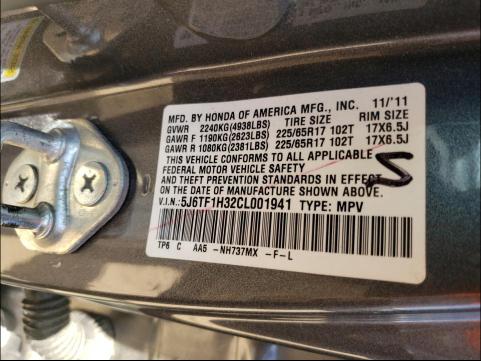 MFD. BY HONDA OF AMERICA MFG., INC. 11/'11
GVWR 2240KG(4938LBS) TIRE SIZE RIM SIZE
GAWR F 1190KG(2623LBS) 225/65R17 102T 17X6.5J
GAWR R 1080KG(2381LBS) 225/65R17 102T 17X6.5J
THIS VEHICLE CONFORMS TO ALL APPLICABLE
FEDERAL MOTOR VEHICLE SAFETY
AND THEFT PREVENTION STANDARDS IN EFFECT
ON THE DATE OF MANUFACTURE SHOWN ABOVE.
V.I.N.:5J6TF1H32CL001941 TYPE: MPV
TP6 C AA5 -NH737MX -F-L